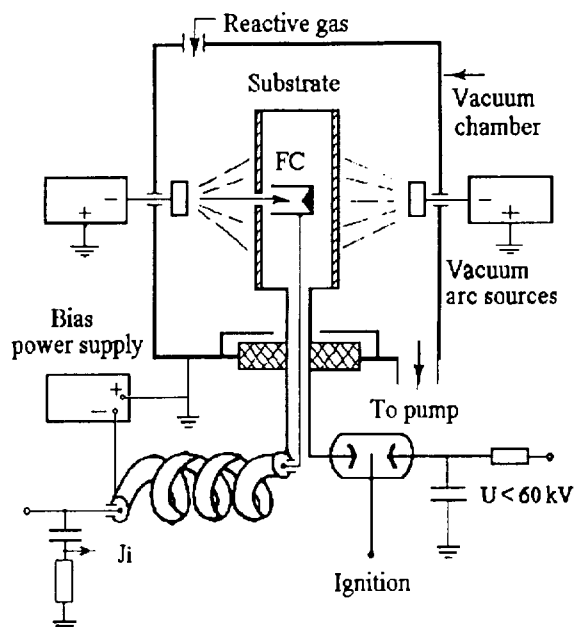 Reactive gas
Substrate
Vacuum
chamber
FC
−
+
−
+
Vacuum
arc sources
Bias
power supply
+
−
To pump
U < 60 kV
Ji
Ignition